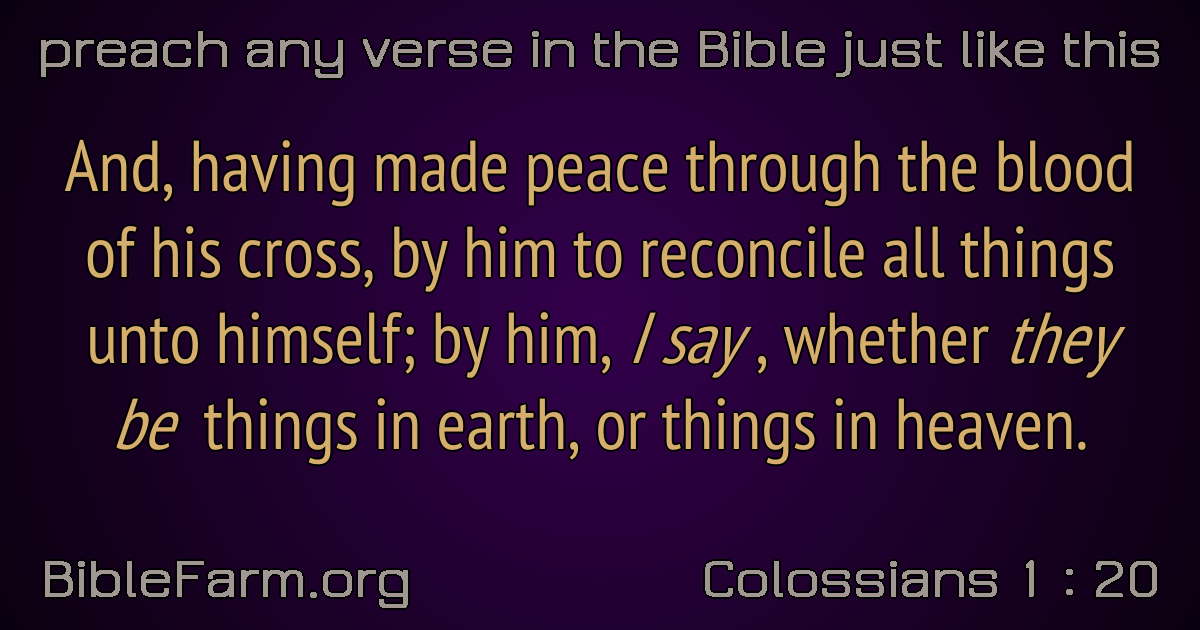 preach any verse in the Bible just like this
And, having made peace through the blood
of his cross, by him to reconcile all things
unto himself; by him, I say , whether they
be things in earth, or things in heaven.
BibleFarm.org
Colossians 1 : 20